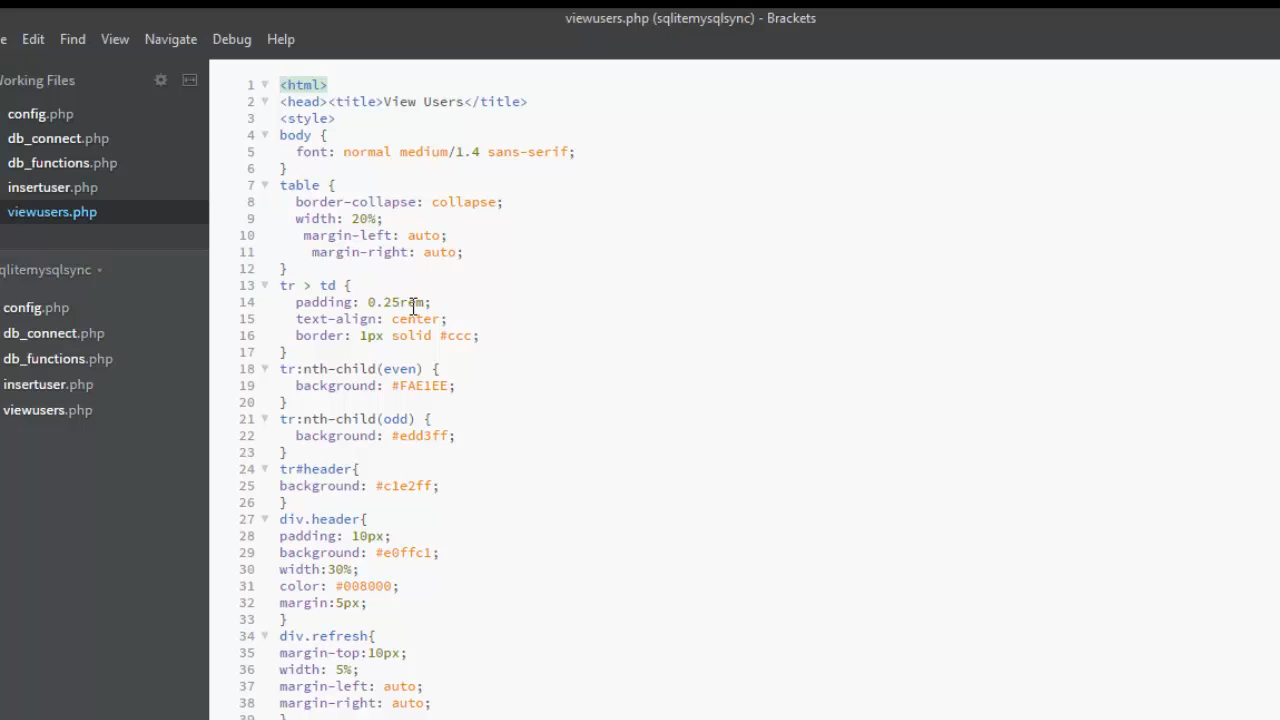 viewusers.php (sqlitemysqlsync) - Brackets
e Edit Find View Navigate Debug Help
Working Files
config.php
db_connect.php
db_functions.php
insertuser.php
viewusers.php
qlitemysqlsync
config.php
db_connect.php
db_functions.php
insertuser.php
viewusers.php
1 <html>
2 <head><title>View Users</title>
3 <style>
4 body {
5 font: normal medium/1.4 sans-serif;
6 }
7 table {
8 border-collapse: collapse;
9 width: 20%;
10 margin-left: auto;
11 margin-right: auto;
12 }
13 tr > td {
14 padding: 0.25rem;
15 text-align: center;
16 border: 1px solid #ccc;
17 }
18 tr:nth-child(even) {
19 background: #FAE1EE;
20 }
21 tr:nth-child(odd) {
22 background: #edd3ff;
23 }
24 tr#header{
25 background: #c1e2ff;
26 }
27 div.header{
28 padding: 10px;
29 background: #e0ffc1;
30 width:30%;
31 color: #008000;
32 margin:5px;
33 }
34 div.refresh{
35 margin-top:10px;
36 width: 5%;
37 margin-left: auto;
38 margin-right: auto;
39 }